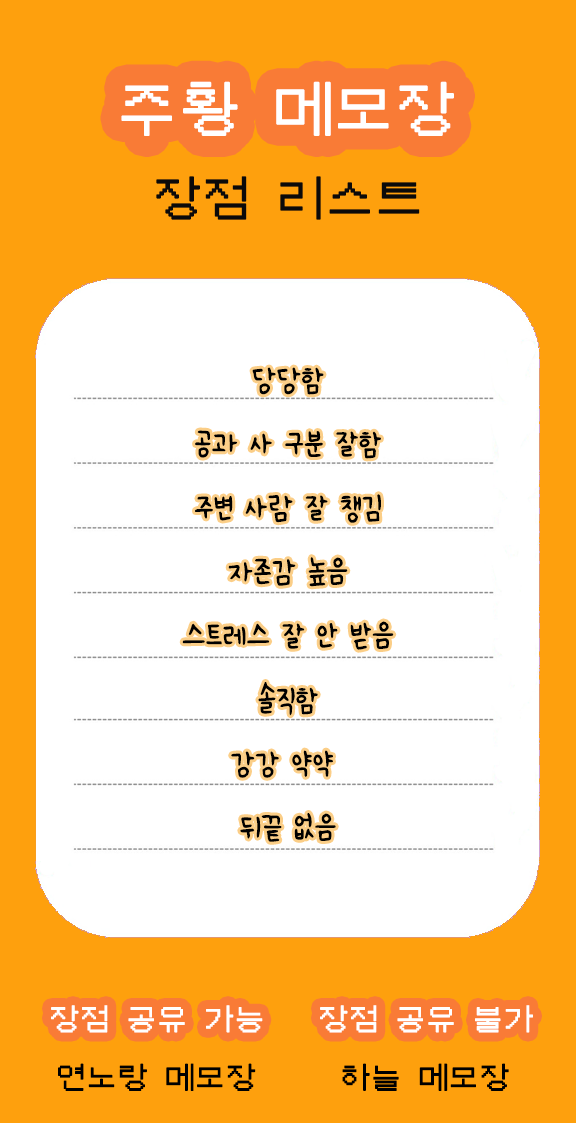 주황 메모장
장점 리스트
당당함
공과 사 구분 잘함
주변 사람 잘 챙김
자존감 높음
스트레스 잘 안 받음
솔직함
강강 약약
뒤끝 없음
장점 공유 가능 장점 공유 불가
연노랑 메모장 하늘 메모장